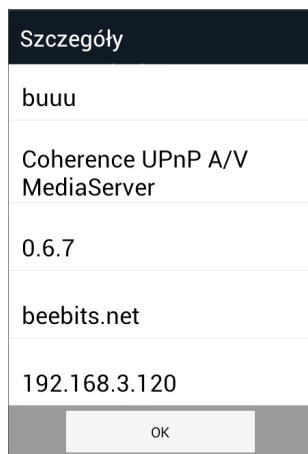 Szczegóły
buuu
Coherence UPnP A/V
MediaServer
0.6.7
beebits.net
192.168.3.120
OK